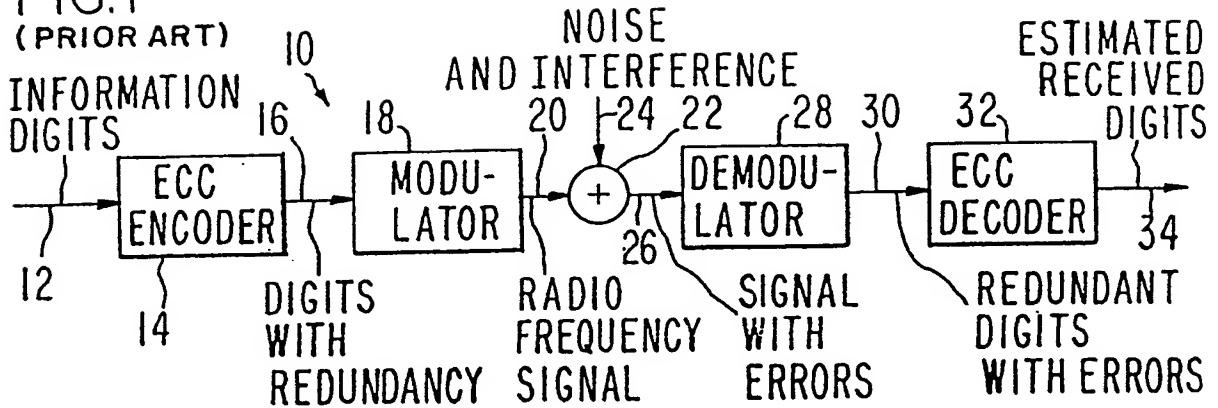 FIG.1
(PRIOR ART)
10
INFORMATION
DIGITS
12
ECC
ENCODER
14
16
DIGITS
WITH
REDUNDANCY
18
MODU-
LATOR
20
RADIO
FREQUENCY
SIGNAL
NOISE
AND INTERFERENCE
24
22
+
26
SIGNAL
WITH
ERRORS
28
DEMODU-
LATOR
30
REDUNDANT
DIGITS
WITH ERRORS
32
ECC
DECODER
ESTIMATED
RECEIVED
DIGITS
34